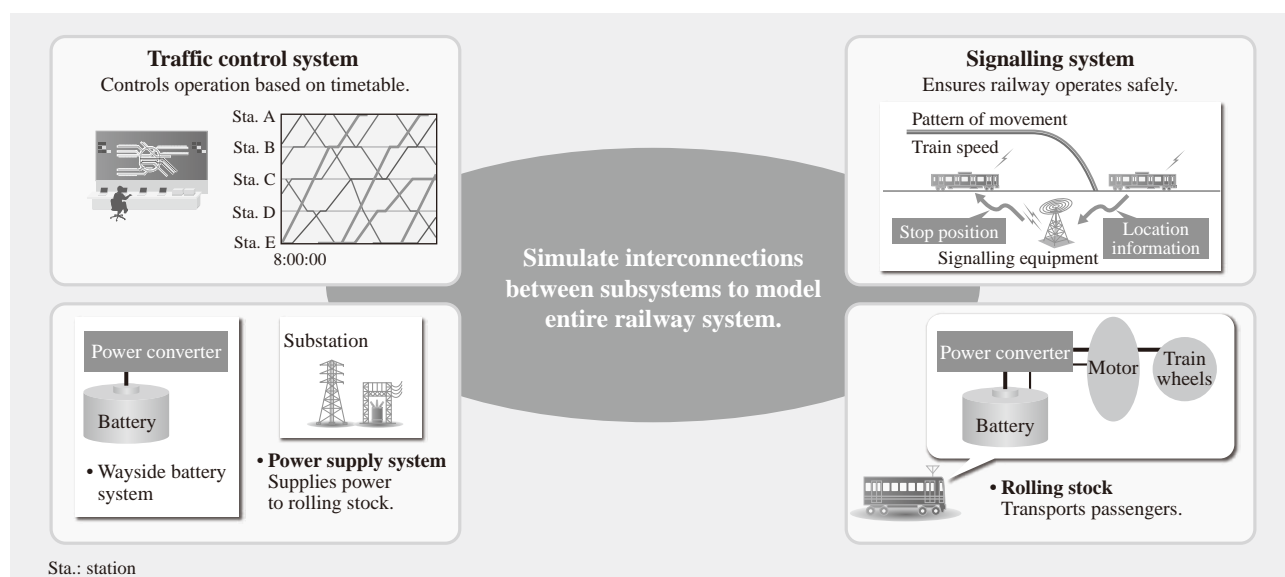 Traffic control system
Controls operation based on timetable.
Sta. A
Sta. B
Sta. C
Sta. D
Sta. E
8:00:00
Signalling system
Ensures railway operates safely.
Pattern of movement
Train speed
Stop position
Location
information
Signalling equipment
Simulate interconnections
between subsystems to model
entire railway system.
Power converter
Battery
• Wayside battery
system
Substation
• Power supply system
Supplies power
to rolling stock.
Power converter
Motor
Train
wheels
Battery
• Rolling stock
Transports passengers.
Sta.: station